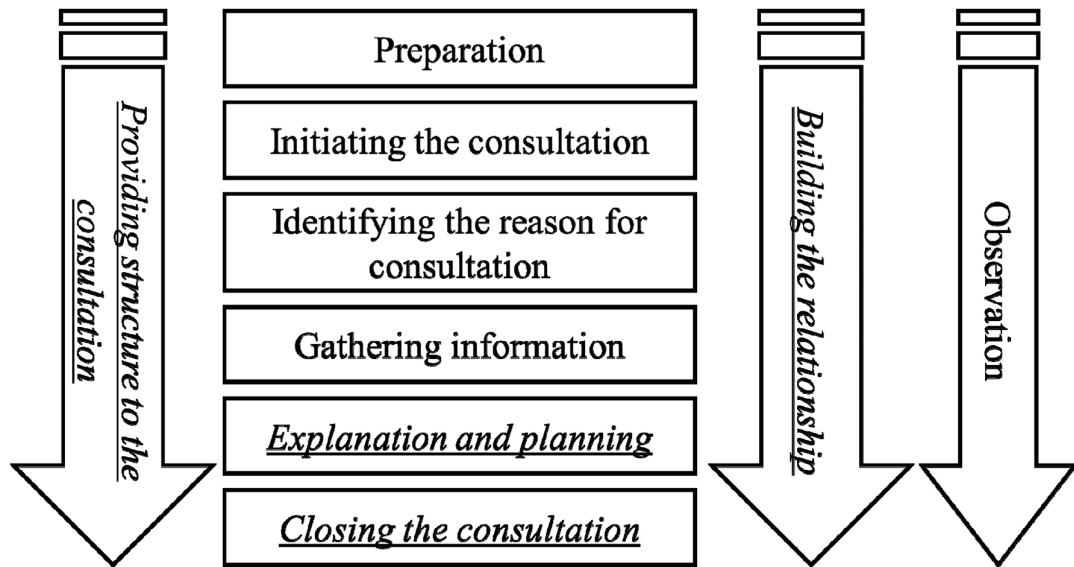 Providing structure to the
consultation
Preparation
Initiating the consultation
Identifying the reason for
consultation
Gathering information
Explanation and planning
Closing the consultation
Building the relationship
Observation